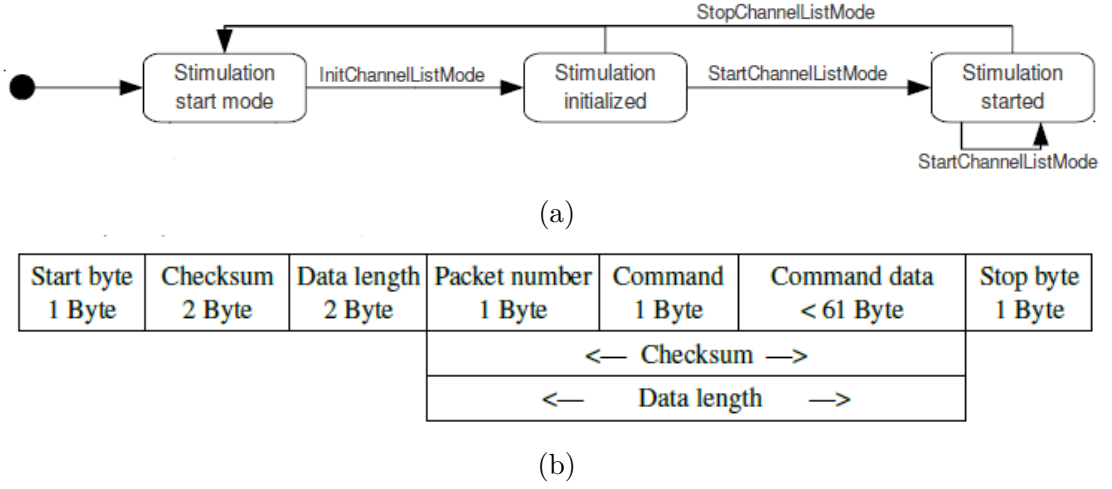 StopChannelListMode
Stimulation
start mode
InitChannelListMode
Stimulation
initialized
StartChannelListMode
Stimulation
started
StartChannelListMode
(a)
Start byte Checksum Data length Packet number Command Command data Stop byte
1 Byte 2 Byte 2 Byte 1 Byte 1 Byte < 61 Byte 1 Byte
<— Checksum —>
<— Data length —>
(b)